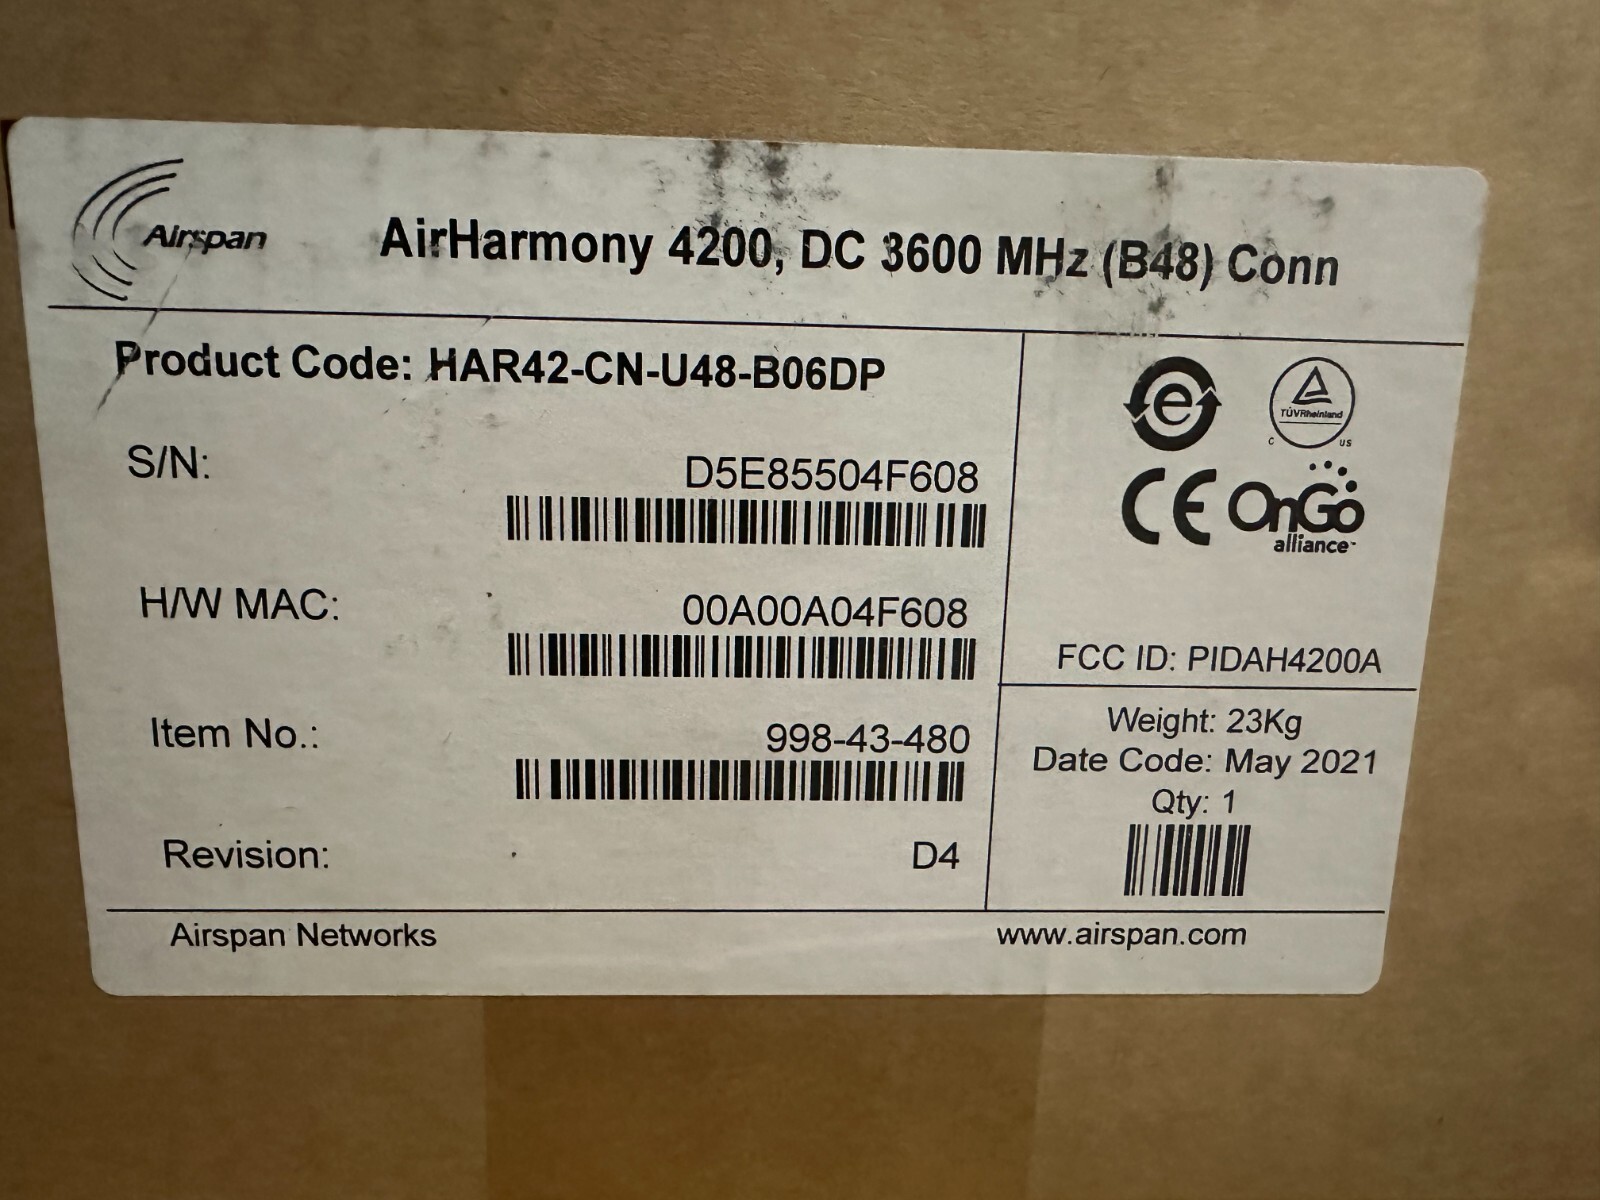 Airspan
AirHarmony 4200, DC 3600 MHz (B48) Conn
Product Code: HAR42-CN-U48-B06DP
S/N: D5E85504F608
H/W MAC: 00A00A04F608
Item No.: 998-43-480
Revision: D4
e
TÜVRheinland
C US
CE OnGo
alliance
FCC ID: PIDAH4200A
Weight: 23Kg
Date Code: May 2021
Qty: 1
Airspan Networks www.airspan.com